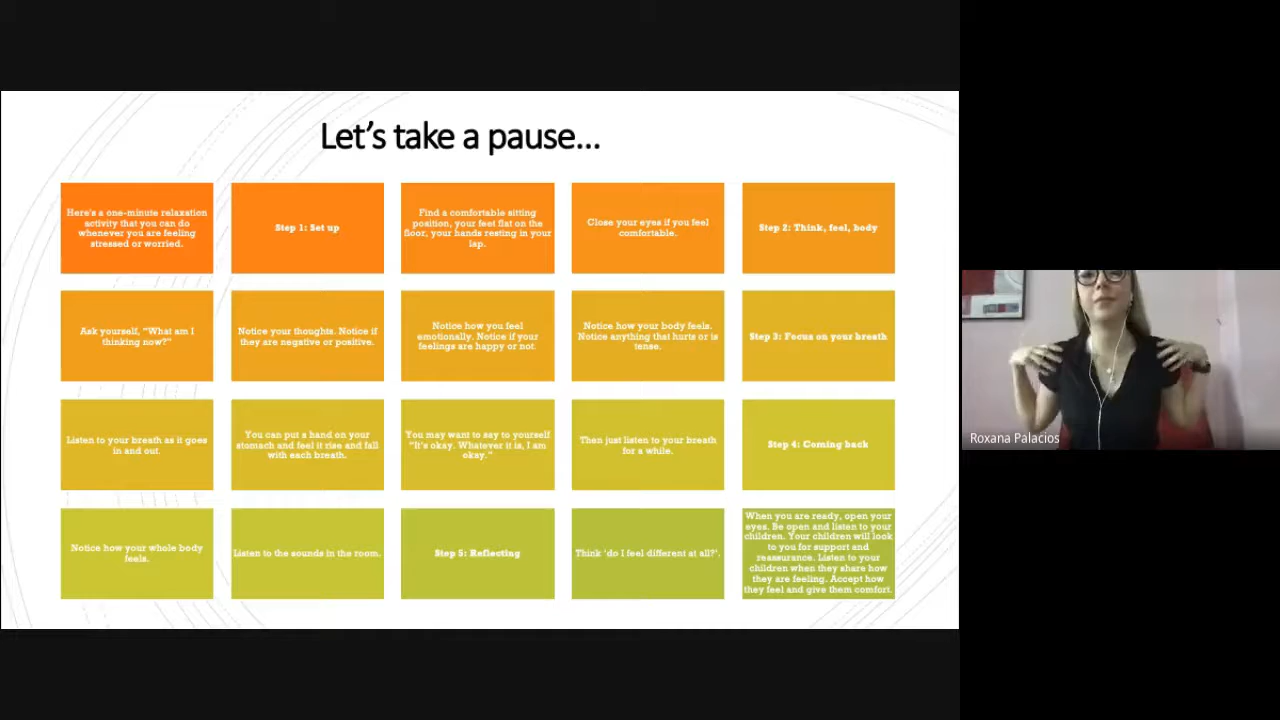 Let's take a pause...
Here's a one-minute relaxation
activity that you can do
whenever you are feeling
stressed or worried.
Step 1: Set up
Find a comfortable sitting
position, your feet flat on the
floor, your hands resting in your
lap.
Close your eyes if you feel
comfortable.
Step 2: Think, feel, body
Ask yourself, "What am I
thinking now?"
Notice your thoughts. Notice if
they are negative or positive.
Notice how you feel
emotionally. Notice if your
feelings are happy or not.
Notice how your body feels.
Notice anything that hurts or is
tense.
Step 3: Focus on your breath
Listen to your breath as it goes
in and out.
You can put a hand on your
stomach and feel it rise and fall
with each breath.
You may want to say to yourself
"It's okay. Whatever it is, I am
okay."
Then just listen to your breath
for a while.
Step 4: Coming back
Notice how your whole body
feels.
Listen to the sounds in the room.
Step 5: Reflecting
Think 'do I feel different at all?'.
When you are ready, open your
eyes. Be open and listen to your
children. Your children will look
to you for support and
reassurance. Listen to your
children when they share how
they are feeling. Accept how
they feel and give them comfort.
Roxana Palacios